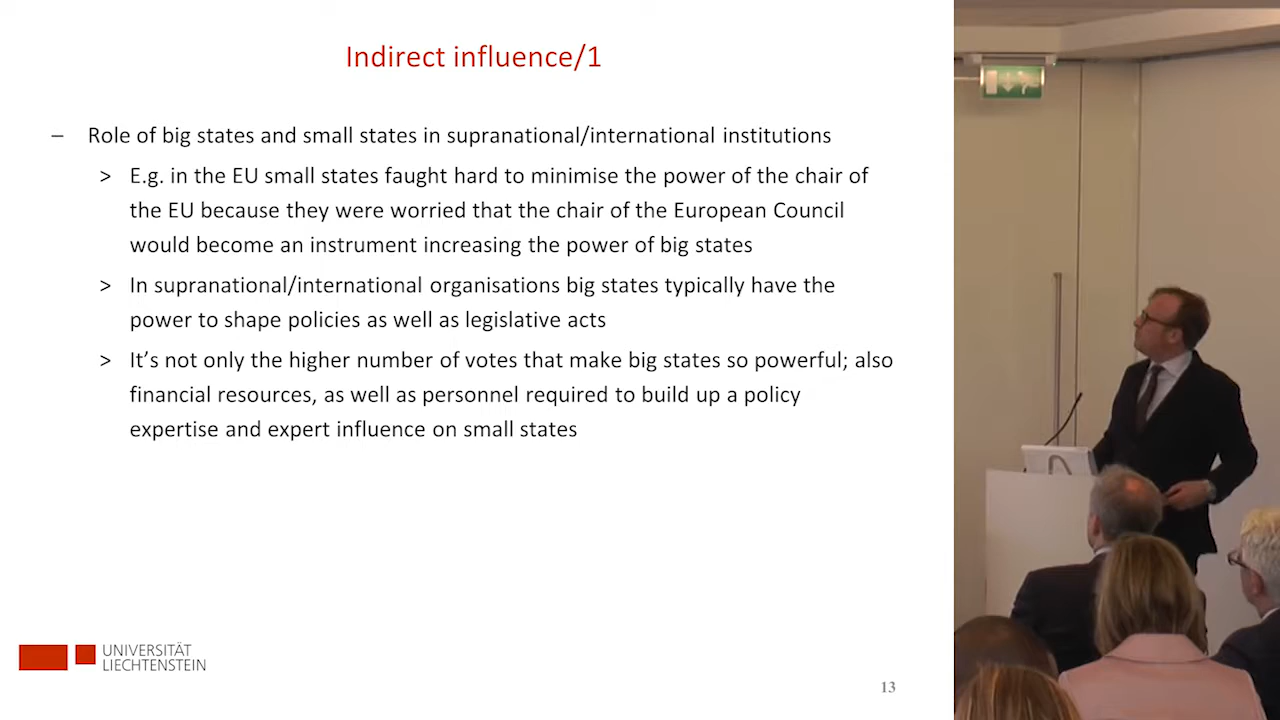 Indirect influence/1
– Role of big states and small states in supranational/international institutions
> E.g. in the EU small states faught hard to minimise the power of the chair of
the EU because they were worried that the chair of the European Council
would become an instrument increasing the power of big states
> In supranational/international organisations big states typically have the
power to shape policies as well as legislative acts
> It’s not only the higher number of votes that make big states so powerful; also
financial resources, as well as personnel required to build up a policy
expertise and expert influence on small states
UNIVERSITÄT
LIECHTENSTEIN
13